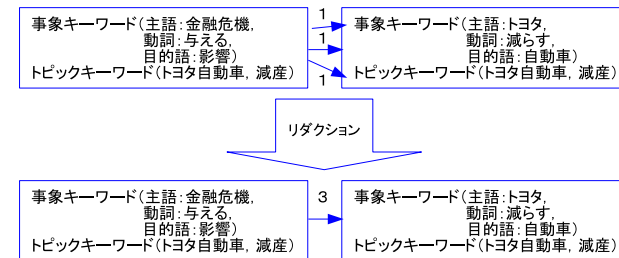 事象キーワード(主語:金融危機,
動詞:与える,
目的語:影響)
トピックキーワード(トヨタ自動車, 減産)
1
1
1
事象キーワード(主語:トヨタ,
動詞:減らす,
目的語:自動車)
トピックキーワード(トヨタ自動車, 減産)
リダクション
事象キーワード(主語:金融危機,
動詞:与える,
目的語:影響)
トピックキーワード(トヨタ自動車, 減産)
3
事象キーワード(主語:トヨタ,
動詞:減らす,
目的語:自動車)
トピックキーワード(トヨタ自動車, 減産)